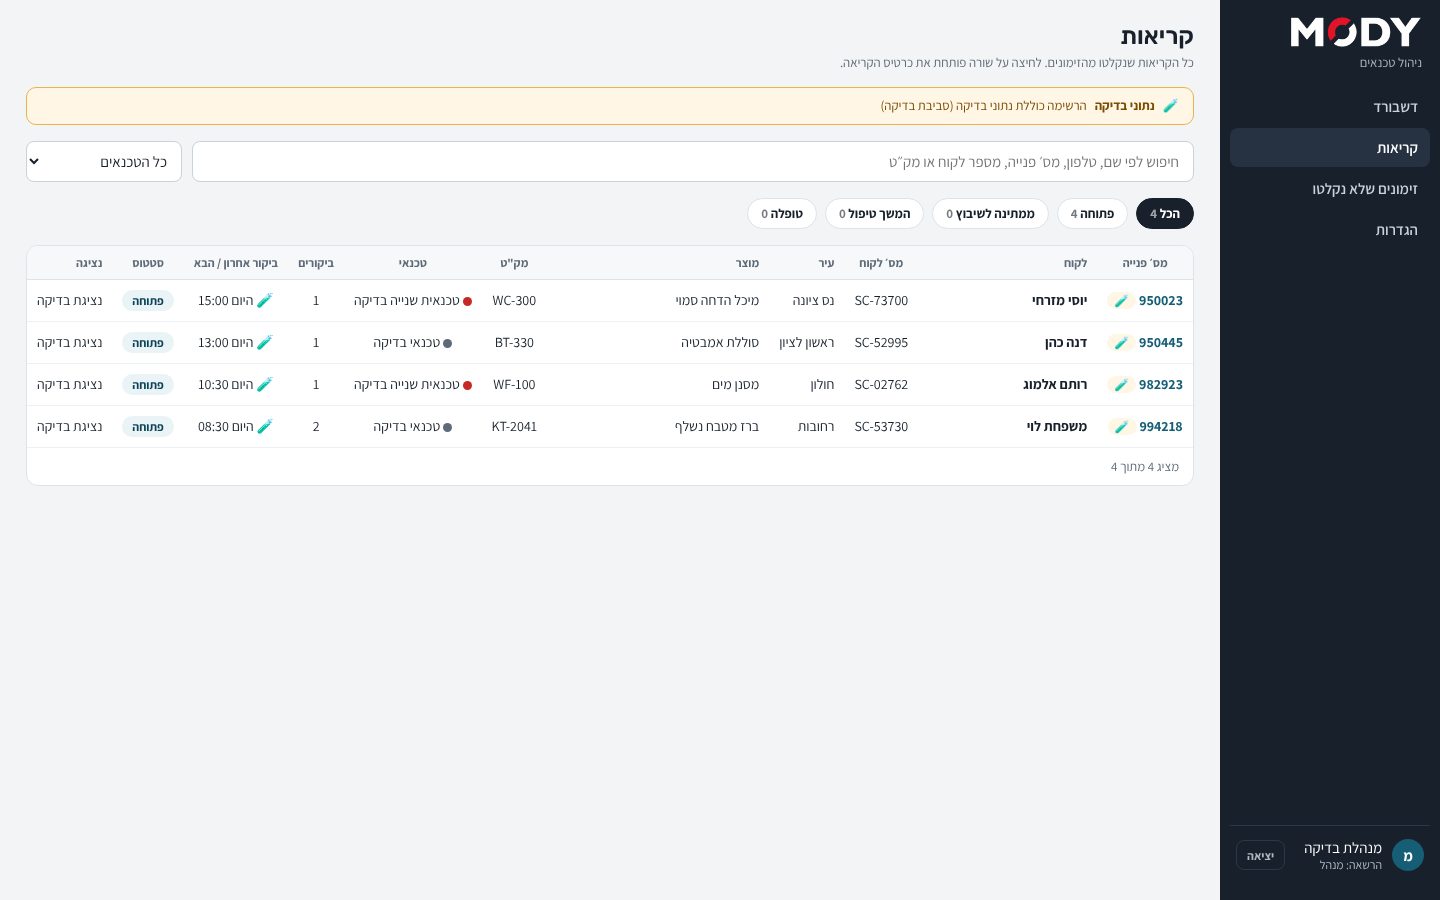 MODY
ניהול טכנאים
דשבורד
קריאות
זימונים שלא נקלטו
הגדרות
מ
מנהלת בדיקה
הרשאה: מנהל
יציאה
קריאות
כל הקריאות שנקלטו מהזימונים. לחיצה על שורה פותחת את כרטיס הקריאה.
נתוני בדיקה הרשימה כוללת נתוני בדיקה (סביבת בדיקה)
חיפוש לפי שם, טלפון, מס׳ פנייה, מספר לקוח או מק״ט כל הטכנאים
הכל 4 פתוחה 4 ממתינה לשיבוץ 0 המשך טיפול 0 טופלה 0
מס׳ פנייה לקוח מס׳ לקוח עיר מוצר מק"ט טכנאי ביקורים ביקור אחרון / הבא סטטוס נציגה
950023 יוסי מזרחי SC-73700 נס ציונה מיכל הדחה סמוי WC-300 טכנאית שנייה בדיקה 1 היום 15:00 פתוחה נציגת בדיקה
950445 דנה כהן SC-52995 ראשון לציון סוללת אמבטיה BT-330 טכנאי בדיקה 1 היום 13:00 פתוחה נציגת בדיקה
982923 רותם אלמוג SC-02762 חולון מסנן מים WF-100 טכנאית שנייה בדיקה 1 היום 10:30 פתוחה נציגת בדיקה
994218 משפחת לוי SC-53730 רחובות ברז מטבח נשלף KT-2041 טכנאי בדיקה 2 היום 08:30 פתוחה נציגת בדיקה
מציג 4 מתוך 4